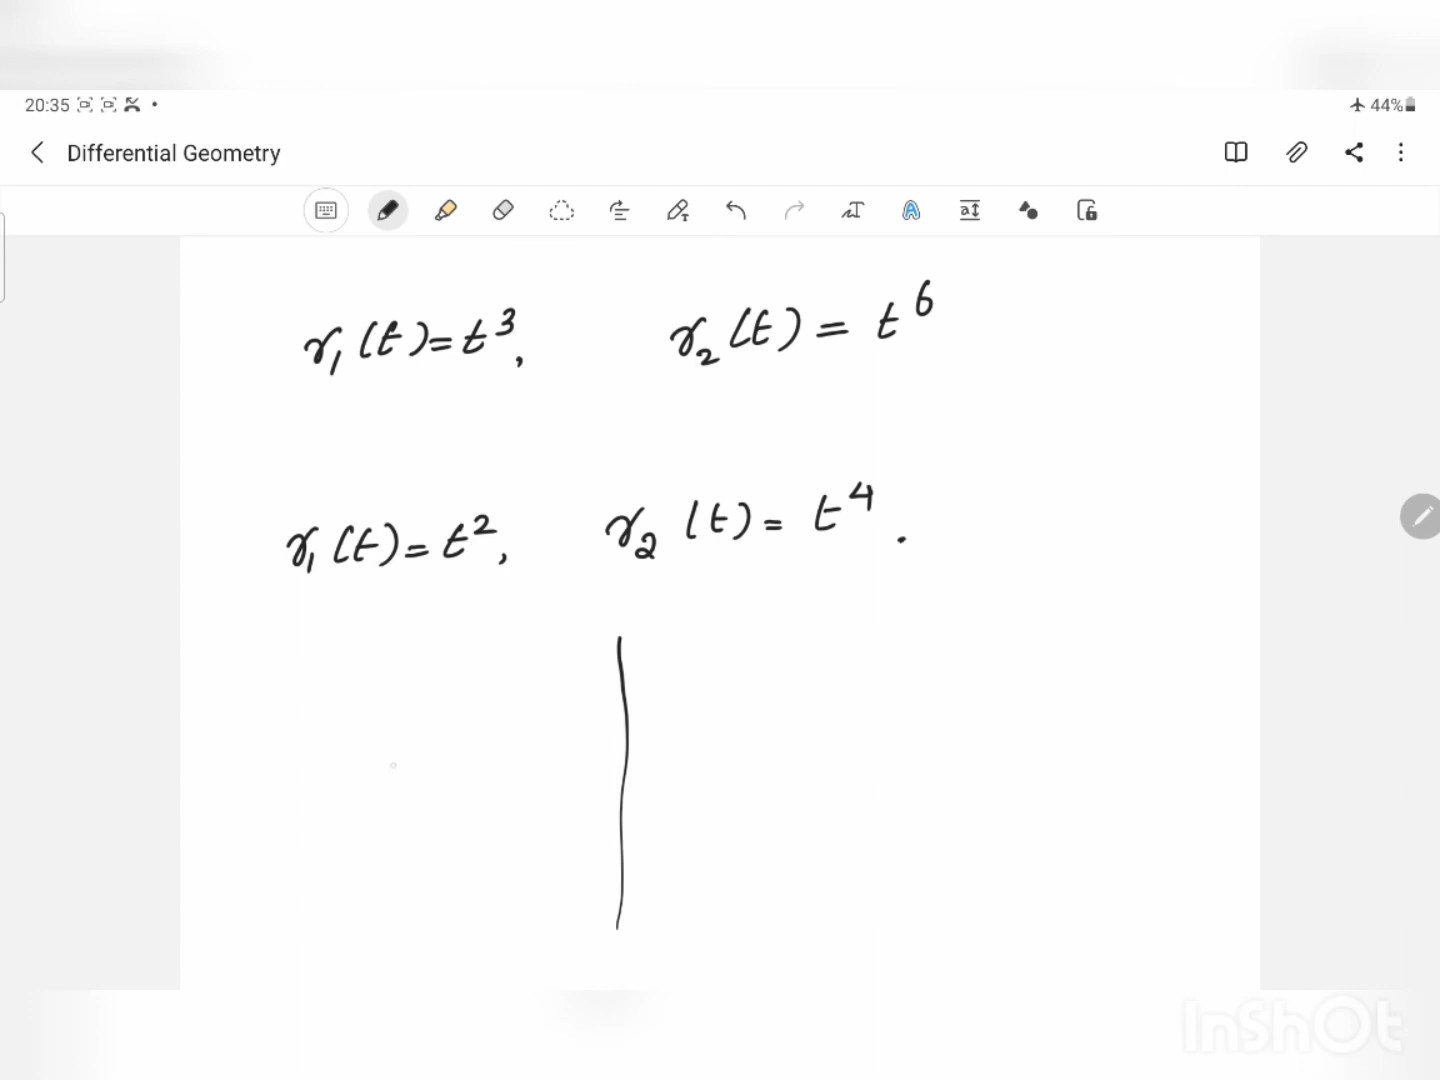 20:35
44%
Differential Geometry
γ₁(t)=t³, γ₂(t) = t⁶
γ₁(t)=t², γ₂(t) = t⁴.
InShOt